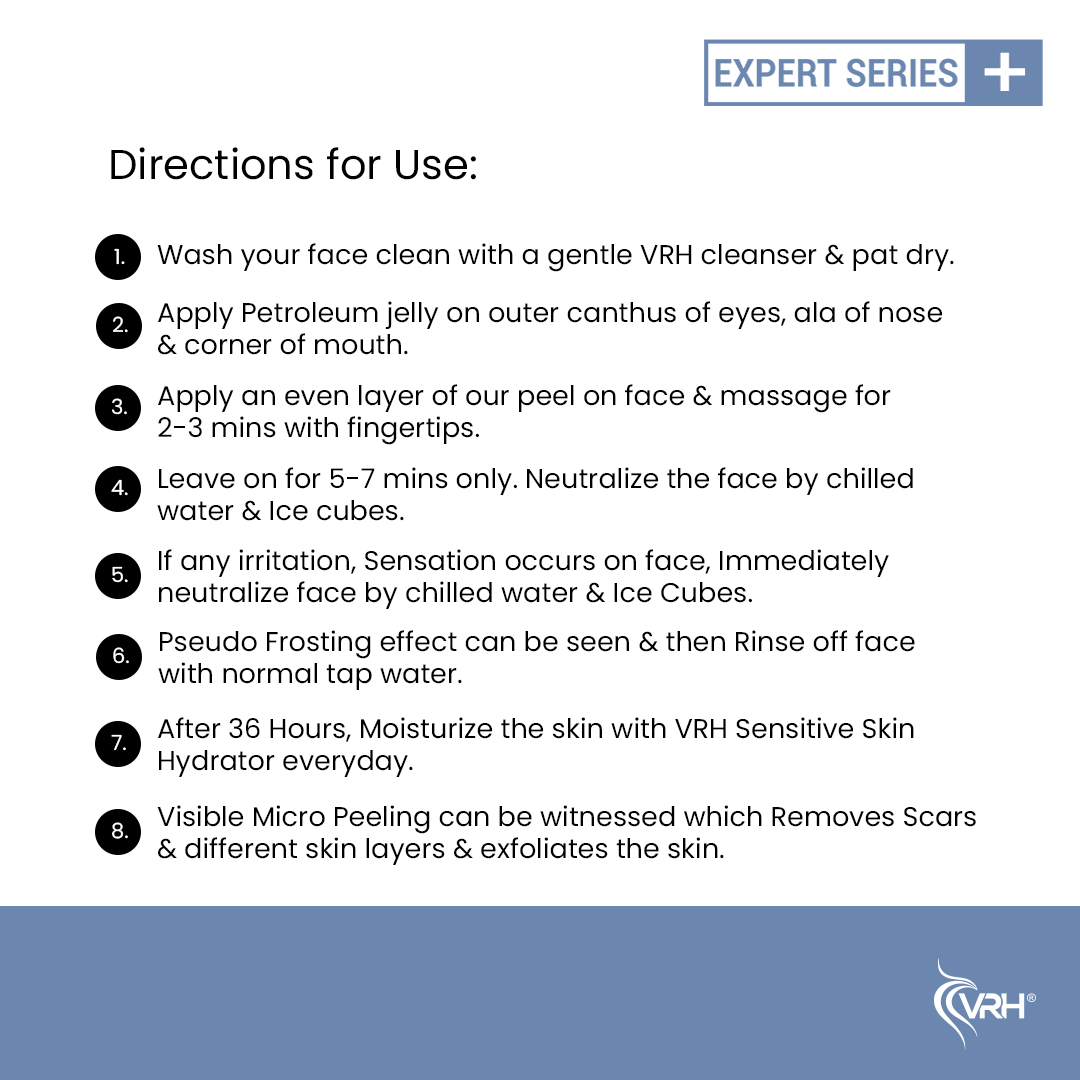 EXPERT SERIES +
Directions for Use:
1. Wash your face clean with a gentle VRH cleanser & pat dry.
2. Apply Petroleum jelly on outer canthus of eyes, ala of nose
& corner of mouth.
3. Apply an even layer of our peel on face & massage for
2-3 mins with fingertips.
4. Leave on for 5-7 mins only. Neutralize the face by chilled
water & Ice cubes.
5. If any irritation, Sensation occurs on face, Immediately
neutralize face by chilled water & Ice Cubes.
6. Pseudo Frosting effect can be seen & then Rinse off face
with normal tap water.
7. After 36 Hours, Moisturize the skin with VRH Sensitive Skin
Hydrator everyday.
8. Visible Micro Peeling can be witnessed which Removes Scars
& different skin layers & exfoliates the skin.
VRH®